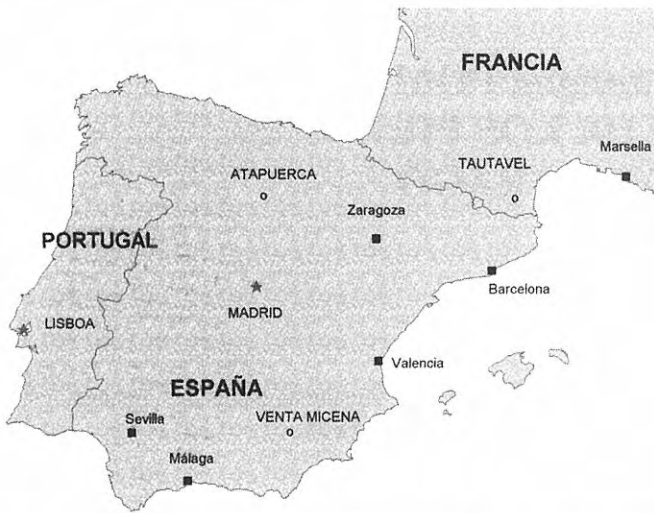 FRANCIA
Marsella
TAUTAVEL
ATAPUERCA
Zaragoza
PORTUGAL
Barcelona
MADRID
LISBOA
Valencia
ESPAÑA
Sevilla
VENTA MICENA
Málaga